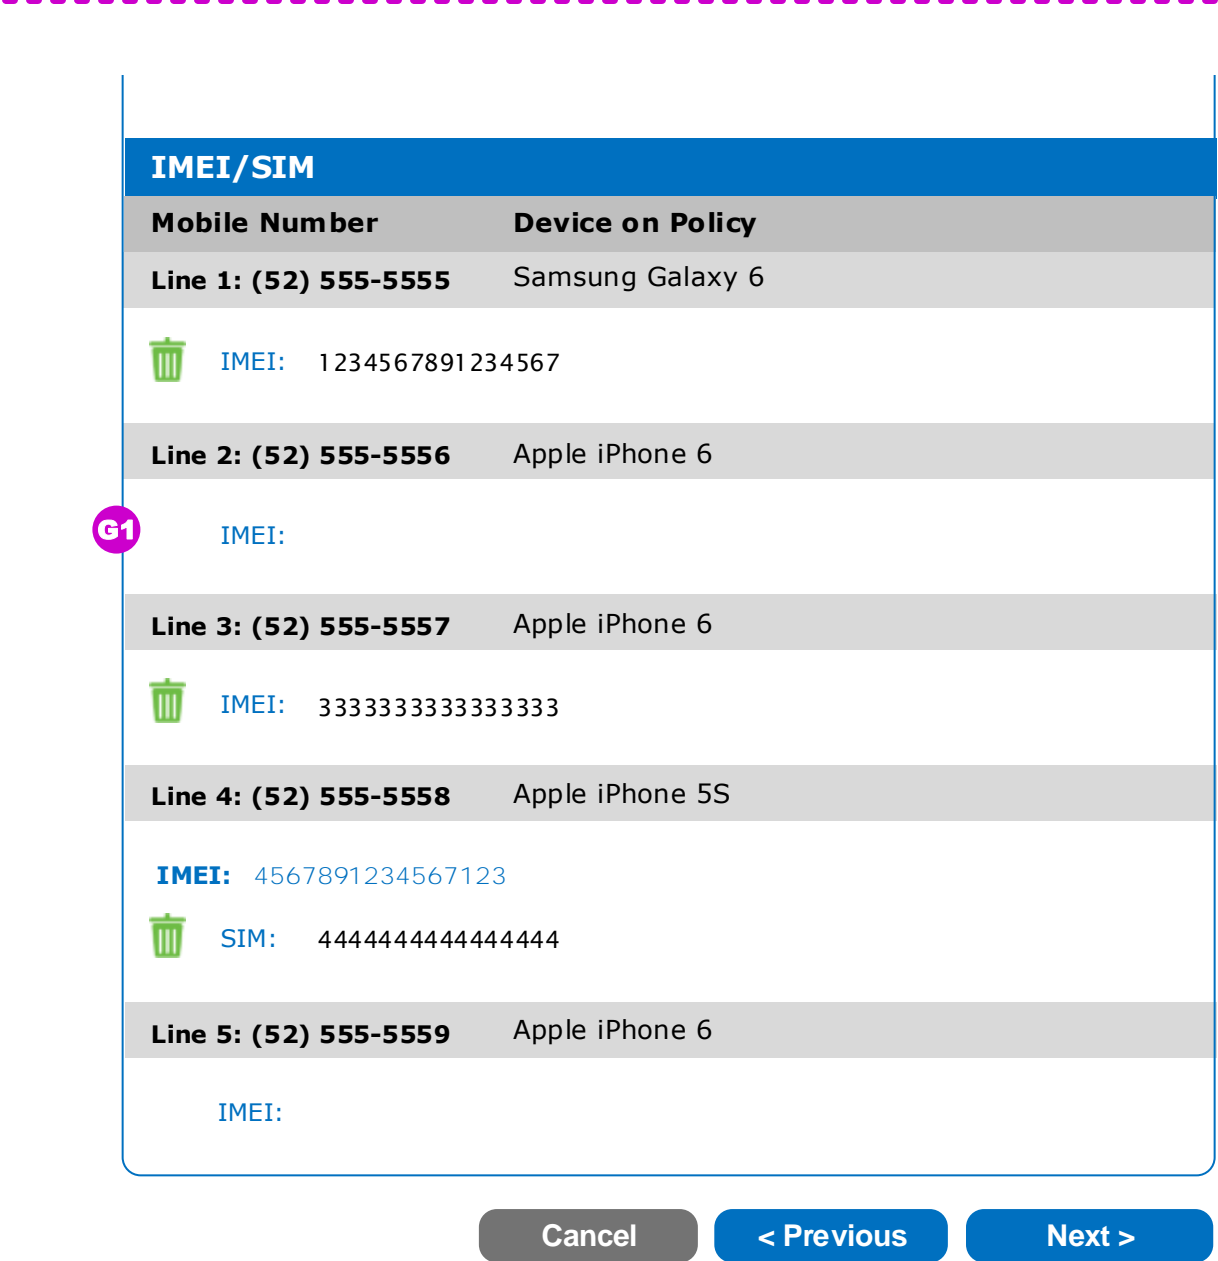 IMEI/SIM
Mobile Number Device on Policy
Line 1: (52) 555-5555 Samsung Galaxy 6
IMEI: 1234567891234567
Line 2: (52) 555-5556 Apple iPhone 6
G1
IMEI:
Line 3: (52) 555-5557 Apple iPhone 6
IMEI: 3333333333333333
Line 4: (52) 555-5558 Apple iPhone 5S
IMEI: 4567891234567123
SIM: 4444444444444444
Line 5: (52) 555-5559 Apple iPhone 6
IMEI:
Cancel < Previous Next >